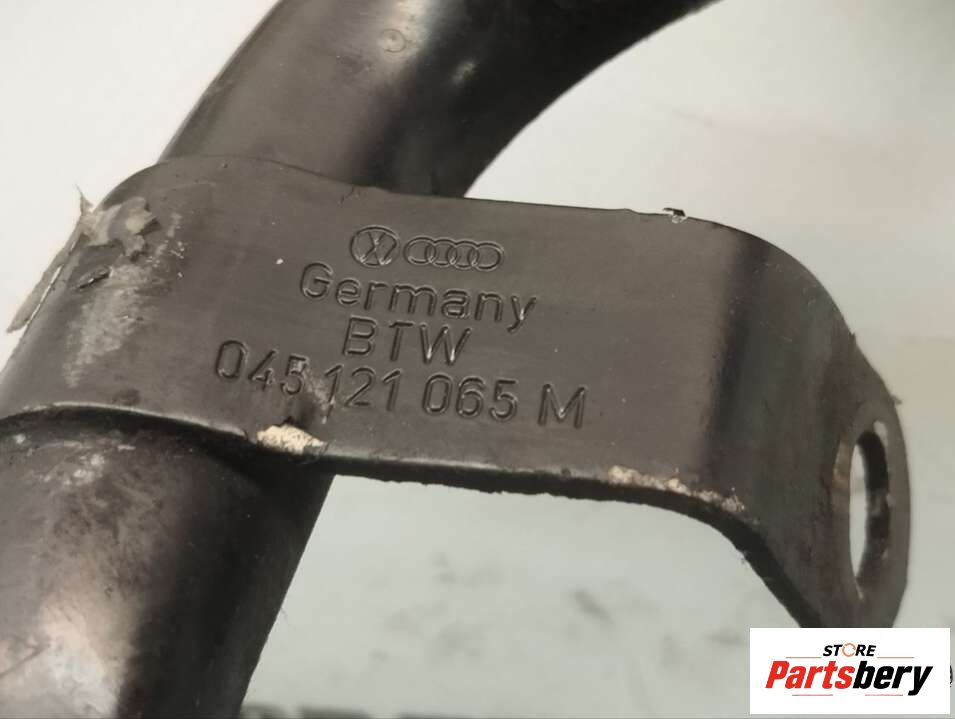 Germany
BTW
045 121 065 M
STORE
Partsbery